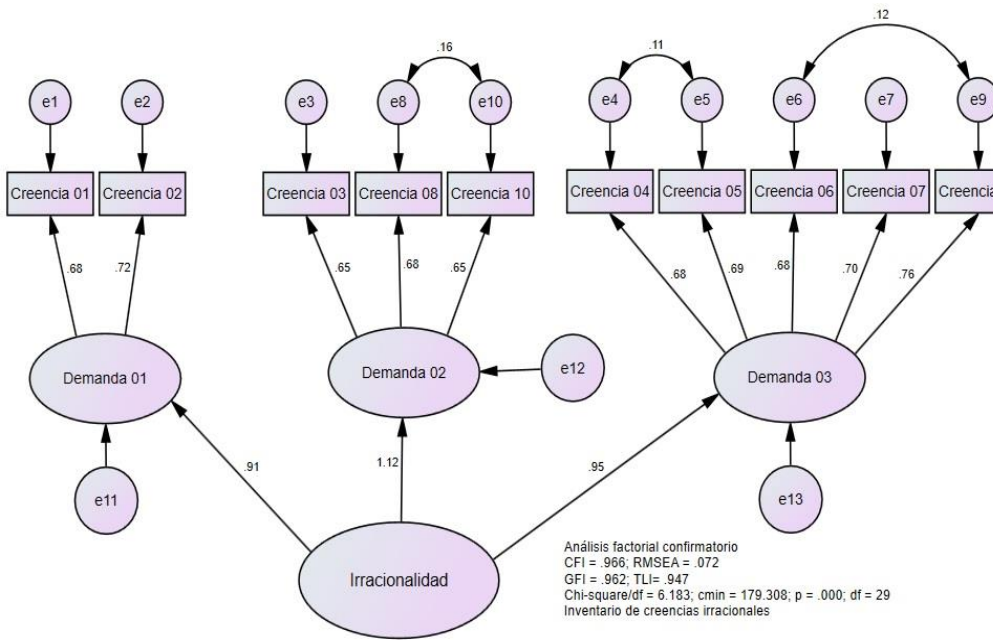 .16
.11
.12
e1
e2
e3
e8
e10
e4
e5
e6
e7
e9
Creencia 01
Creencia 02
Creencia 03
Creencia 08
Creencia 10
Creencia 04
Creencia 05
Creencia 06
Creencia 07
Creencia
.68
.72
.65
.68
.65
.68
.69
.68
.70
.76
Demanda 01
Demanda 02
Demanda 03
e12
e11
e13
.91
1.12
.95
Irracionalidad
Análisis factorial confirmatorio
CFI = .966; RMSEA = .072
GFI = .962; TLI= .947
Chi-square/df = 6.183; cmin = 179.308; p = .000; df = 29
Inventario de creencias irracionales